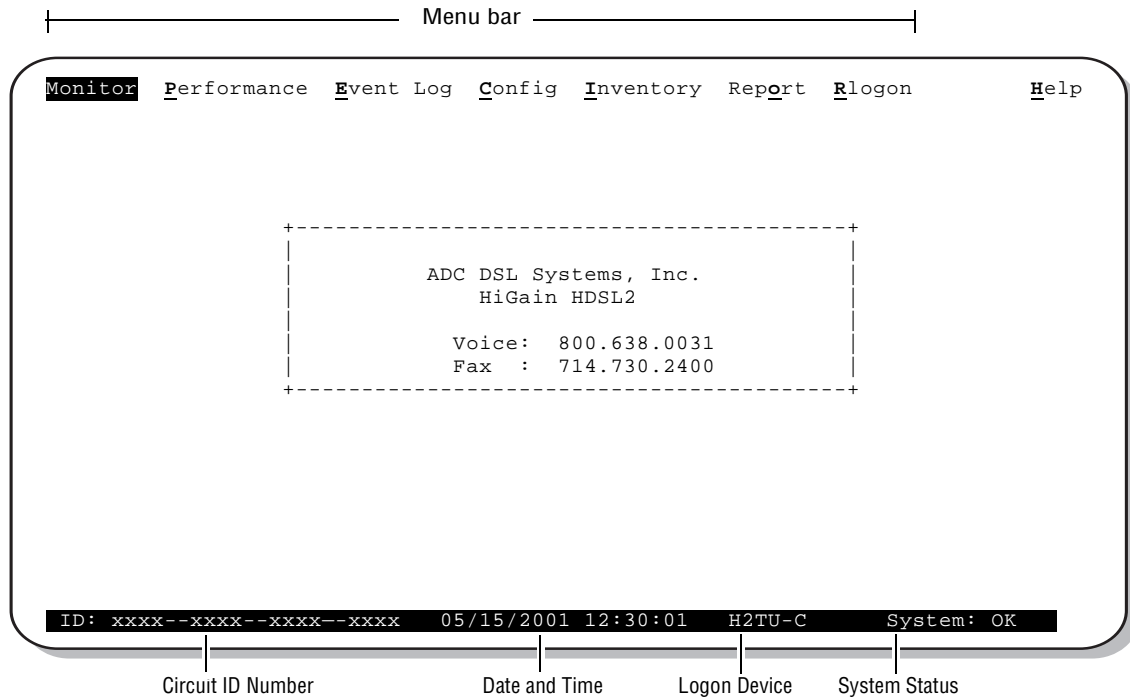 Menu bar
Monitor Performance Event Log Config Inventory Report Rlogon Help
ADC DSL Systems, Inc.
HiGain HDSL2
Voice: 800.638.0031
Fax : 714.730.2400
ID: xxxx--xxxx--xxxx--xxxx 05/15/2001 12:30:01 H2TU-C System: OK
Circuit ID Number Date and Time Logon Device System Status